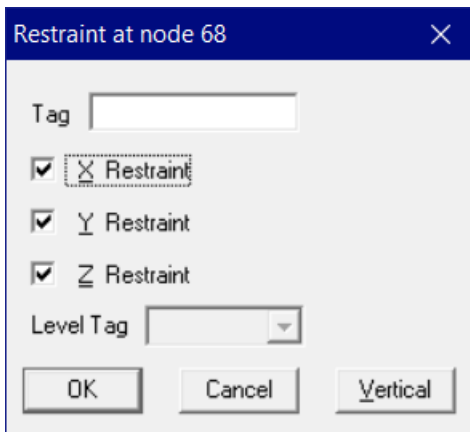 Restraint at node 68
Tag
X Restraint
Y Restraint
Z Restraint
Level Tag
OK Cancel Vertical